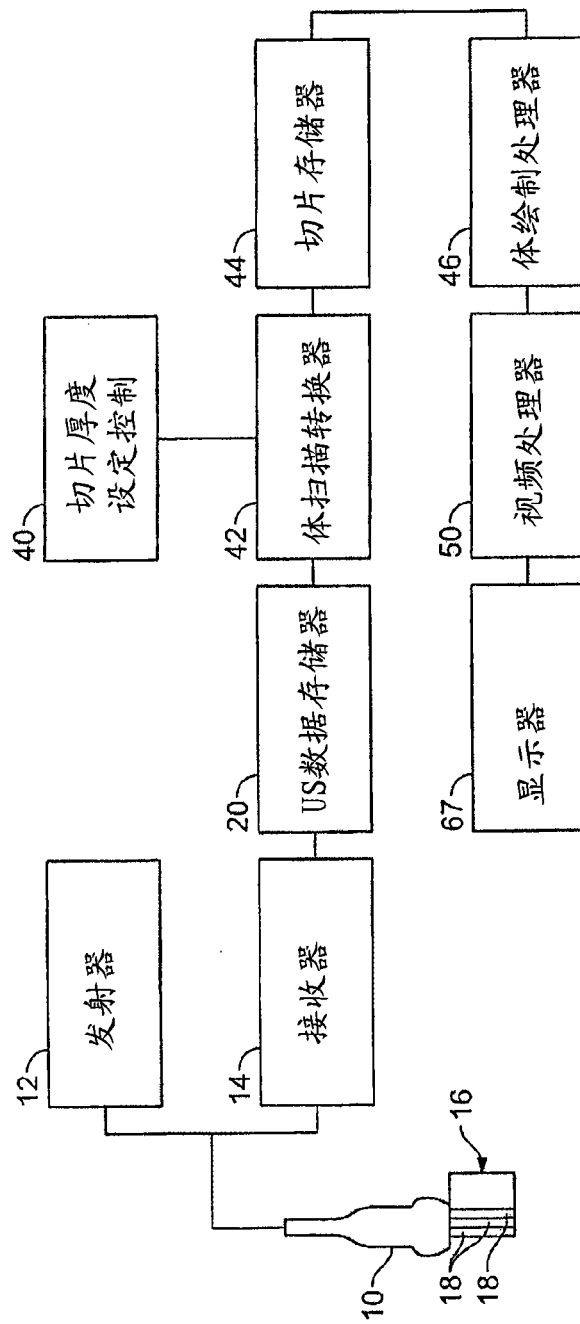 12
发射器
14
接收器
10
16
18
18
20
US数据存储器
40
切片厚度
设定控制
42
体扫描转换器
44
切片存储器
67
显示器
50
视频处理器
46
体绘制处理器